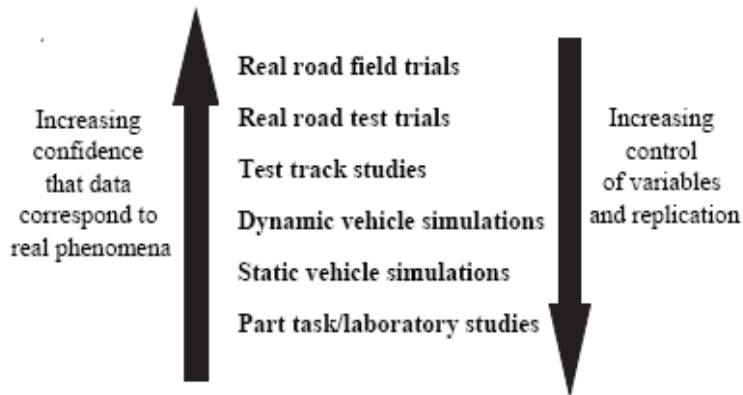 Increasing
confidence
that data
correspond to
real phenomena
Real road field trials
Real road test trials
Test track studies
Dynamic vehicle simulations
Static vehicle simulations
Part task/laboratory studies
Increasing
control
of variables
and replication